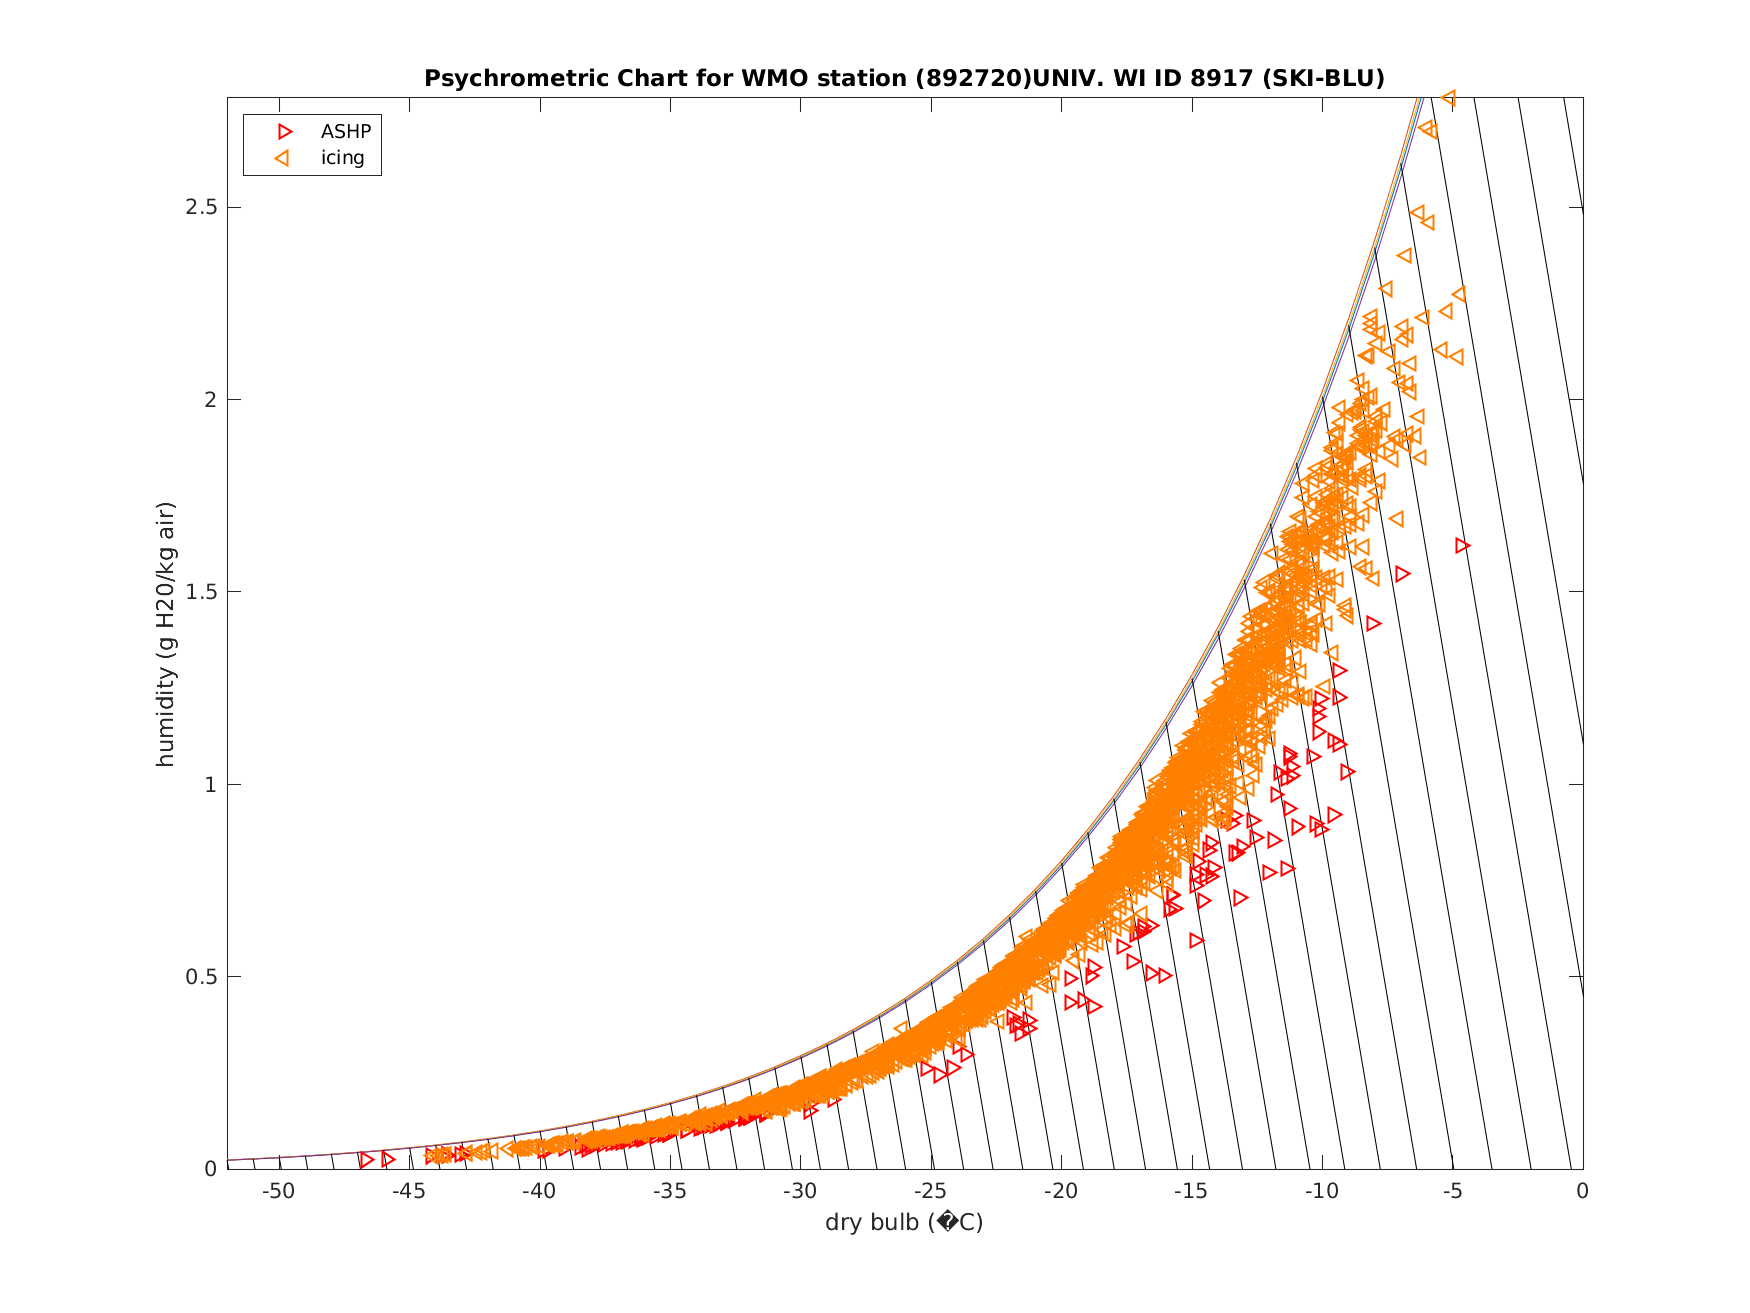 Psychrometric Chart for WMO station (892720)UNIV. WI ID 8917 (SKI-BLU)
ASHP
icing
2.5
2
1.5
1
0.5
0
humidity (g H20/kg air)
-50 -45 -40 -35 -30 -25 -20 -15 -10 -5 0
dry bulb (�C)